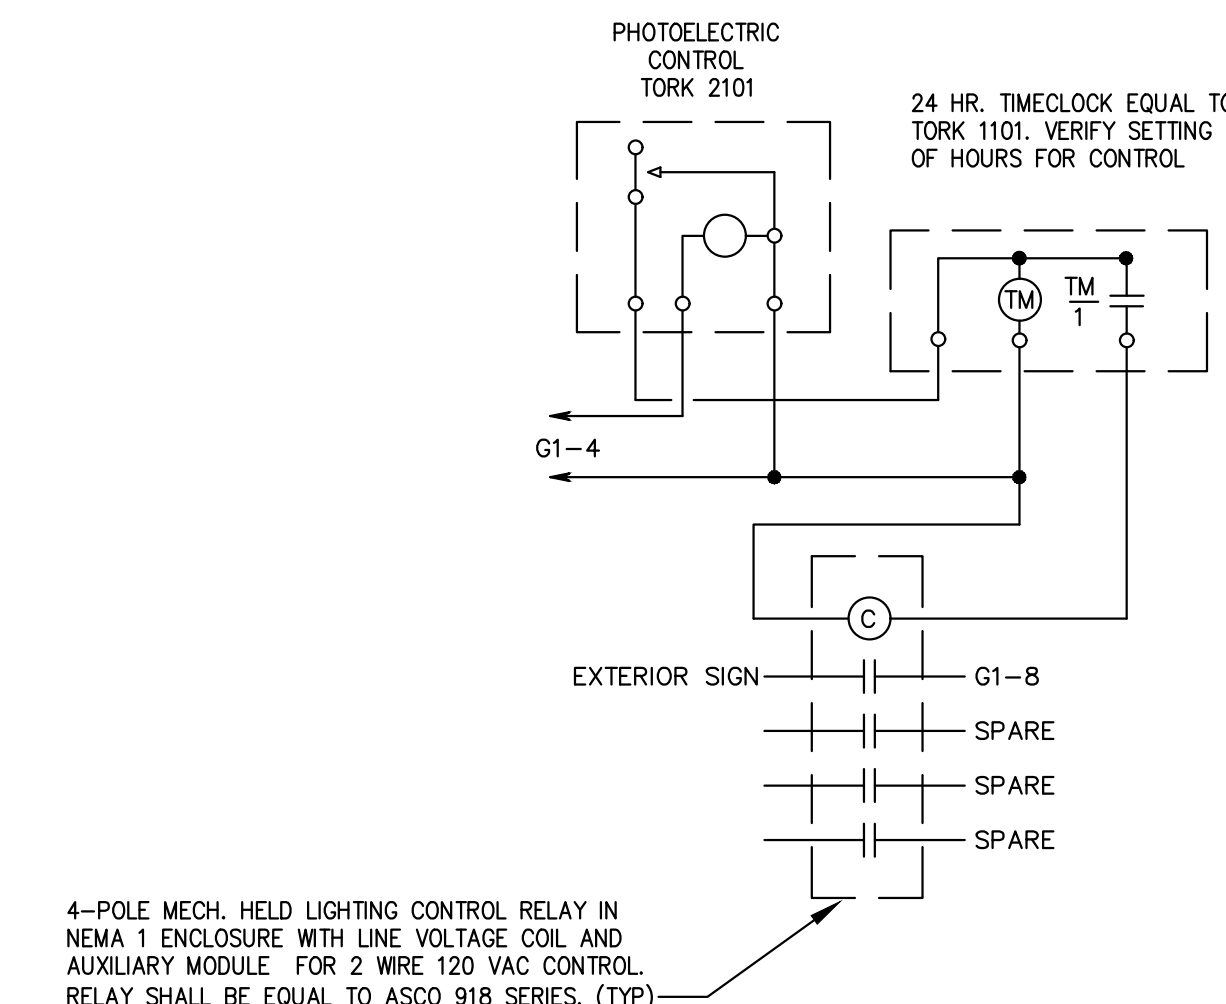 PHOTOELECTRIC
CONTROL
TORK 2101
24 HR. TIMECLOCK EQUAL TO
TORK 1101. VERIFY SETTING
OF HOURS FOR CONTROL
TM
TM
1
G1-4
C
EXTERIOR SIGN
G1-8
SPARE
SPARE
SPARE
4-POLE MECH. HELD LIGHTING CONTROL RELAY IN
NEMA 1 ENCLOSURE WITH LINE VOLTAGE COIL AND
AUXILIARY MODULE FOR 2 WIRE 120 VAC CONTROL.
RELAY SHALL BE EQUAL TO ASCO 918 SERIES. (TYP)